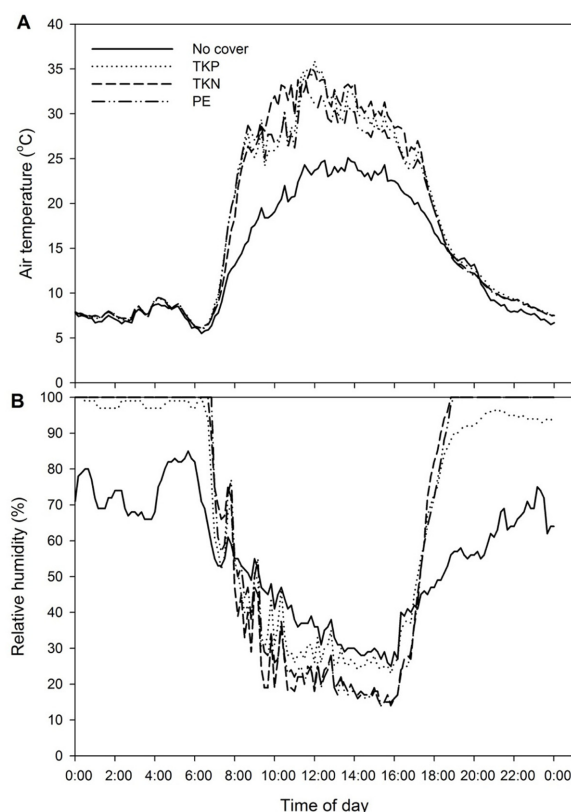 A
40
35
30
25
20
15
10
5
0
Air temperature (°C)
No cover
TKP
TKN
PE
B
100
90
80
70
60
50
40
30
20
10
0
Relative humidity (%)
0:00 2:00 4:00 6:00 8:00 10:00 12:00 14:00 16:00 18:00 20:00 22:00 0:00
Time of day